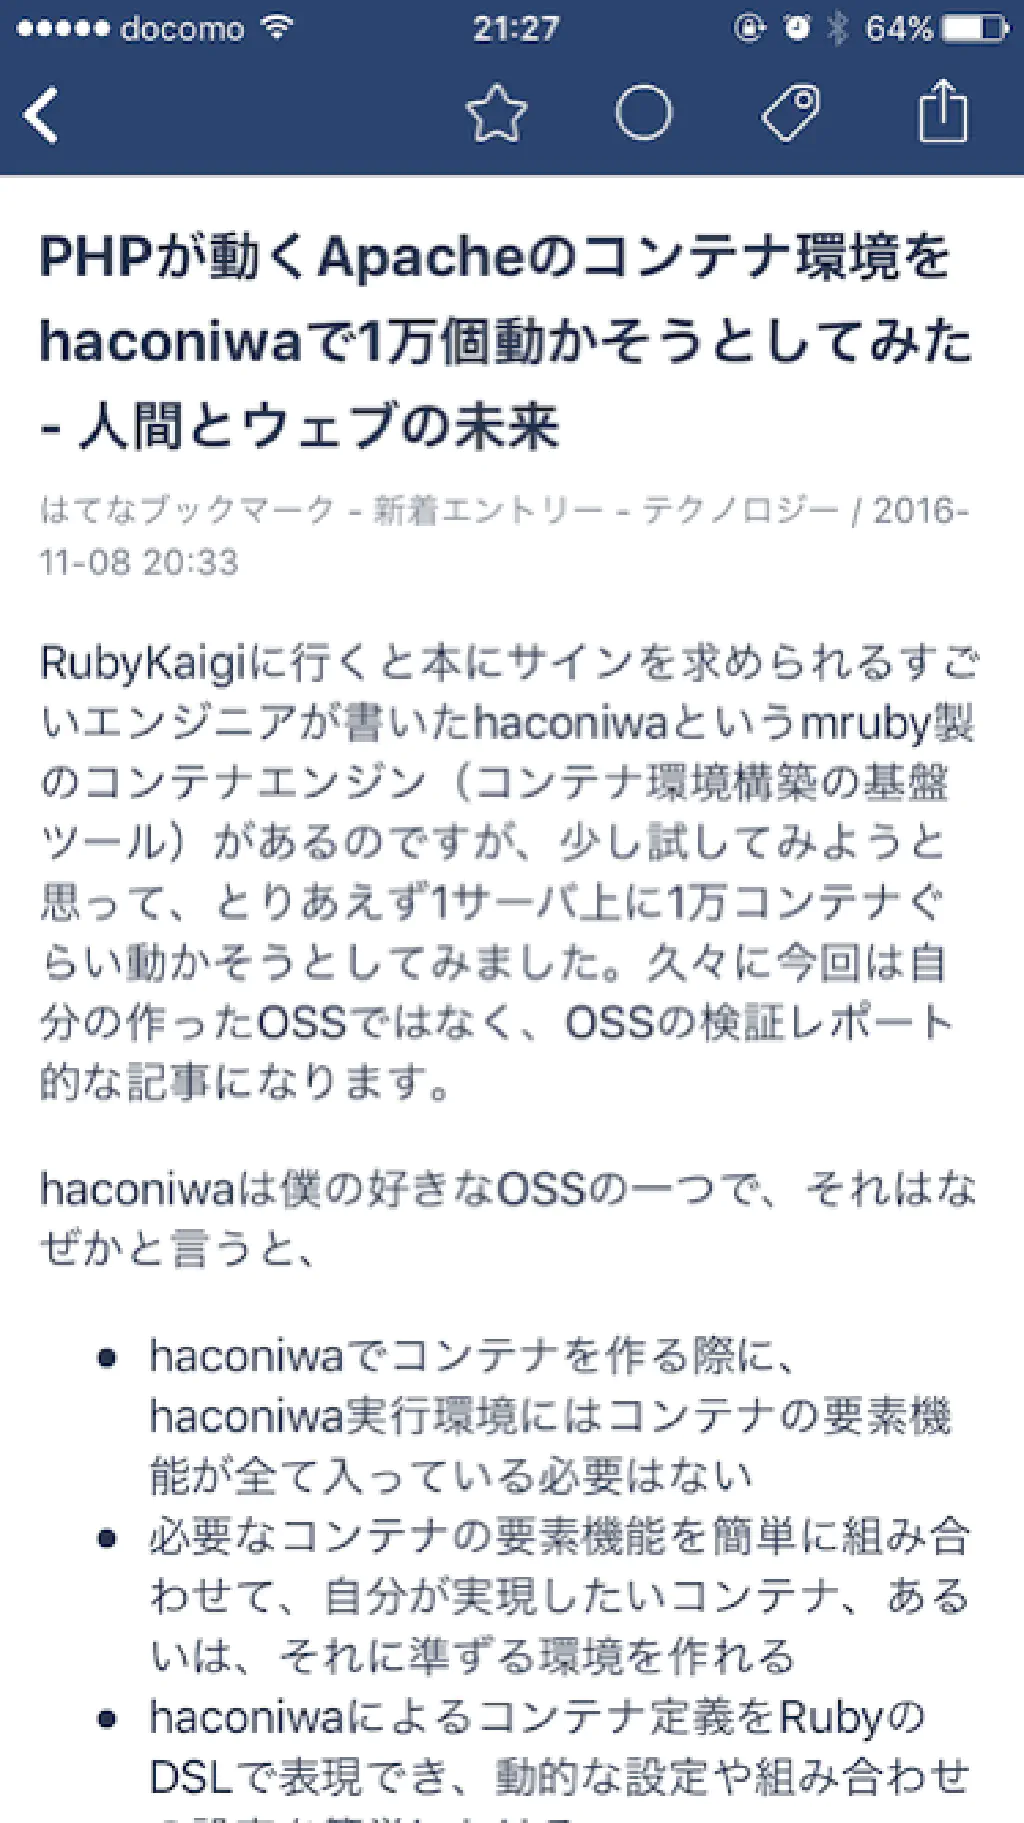 docomo 21:27 64%
PHPが動くApacheのコンテナ環境を
haconiwaで1万個動かそうとしてみた
- 人間とウェブの未来
はてなブックマーク - 新着エントリー - テクノロジー / 2016-
11-08 20:33
RubyKaigiに行くと本にサインを求められるすご
いエンジニアが書いたhaconiwaというmruby製
のコンテナエンジン（コンテナ環境構築の基盤
ツール）があるのですが、少し試してみようと
思って、とりあえず1サーバ上に1万コンテナぐ
らい動かそうとしてみました。久々に今回は自
分の作ったOSSではなく、OSSの検証レポート
的な記事になります。
haconiwaは僕の好きなOSSの一つで、それはな
ぜかと言うと、
● haconiwaでコンテナを作る際に、
haconiwa実行環境にはコンテナの要素機
能が全て入っている必要はない
● 必要なコンテナの要素機能を簡単に組み合
わせて、自分が実現したいコンテナ、ある
いは、それに準ずる環境を作れる
● haconiwaによるコンテナ定義をRubyの
DSLで表現でき、動的な設定や組み合わせ